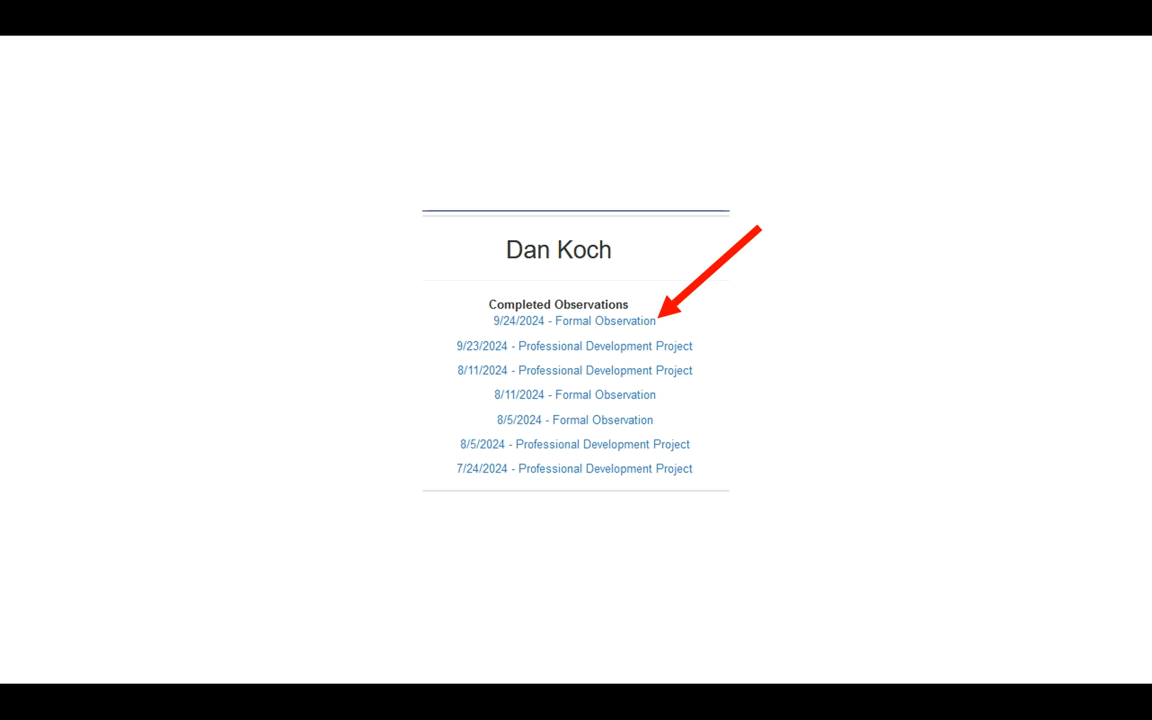 Dan Koch
Completed Observations
9/24/2024 - Formal Observation
9/23/2024 - Professional Development Project
8/11/2024 - Professional Development Project
8/11/2024 - Formal Observation
8/5/2024 - Formal Observation
8/5/2024 - Professional Development Project
7/24/2024 - Professional Development Project